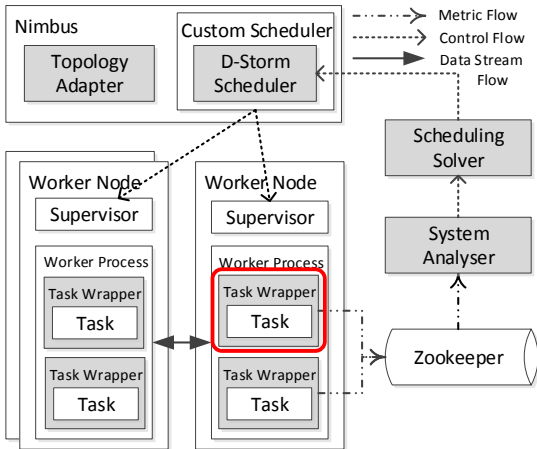 Nimbus
Custom Scheduler
Topology
Adapter
D-Storm
Scheduler
Metric Flow
Control Flow
Data Stream
Flow
Scheduling
Solver
System
Analyser
Zookeeper
Worker Node
Supervisor
Worker Process
Task Wrapper
Task
Task Wrapper
Task
Worker Node
Supervisor
Worker Process
Task Wrapper
Task
Task Wrapper
Task